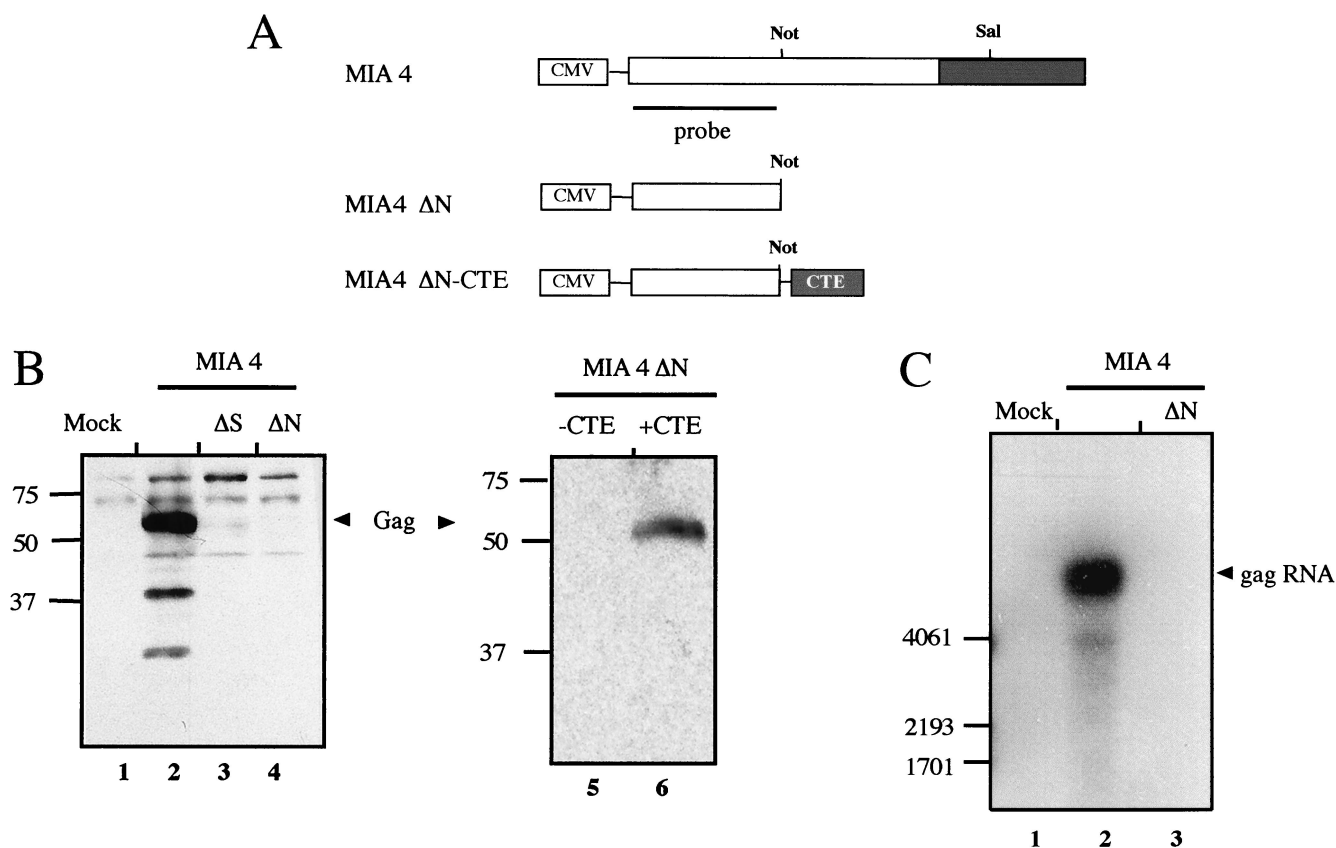 A
Not
Sal
MIA 4
CMV
probe
Not
MIA4 ΔN
CMV
Not
MIA4 ΔN-CTE
CMV
CTE
B
MIA 4
Mock
ΔS
ΔN
75
50
37
Gag
1
2
3
4
MIA 4 ΔN
-CTE
+CTE
75
50
37
5
6
C
MIA 4
Mock
ΔN
gag RNA
4061
2193
1701
1
2
3